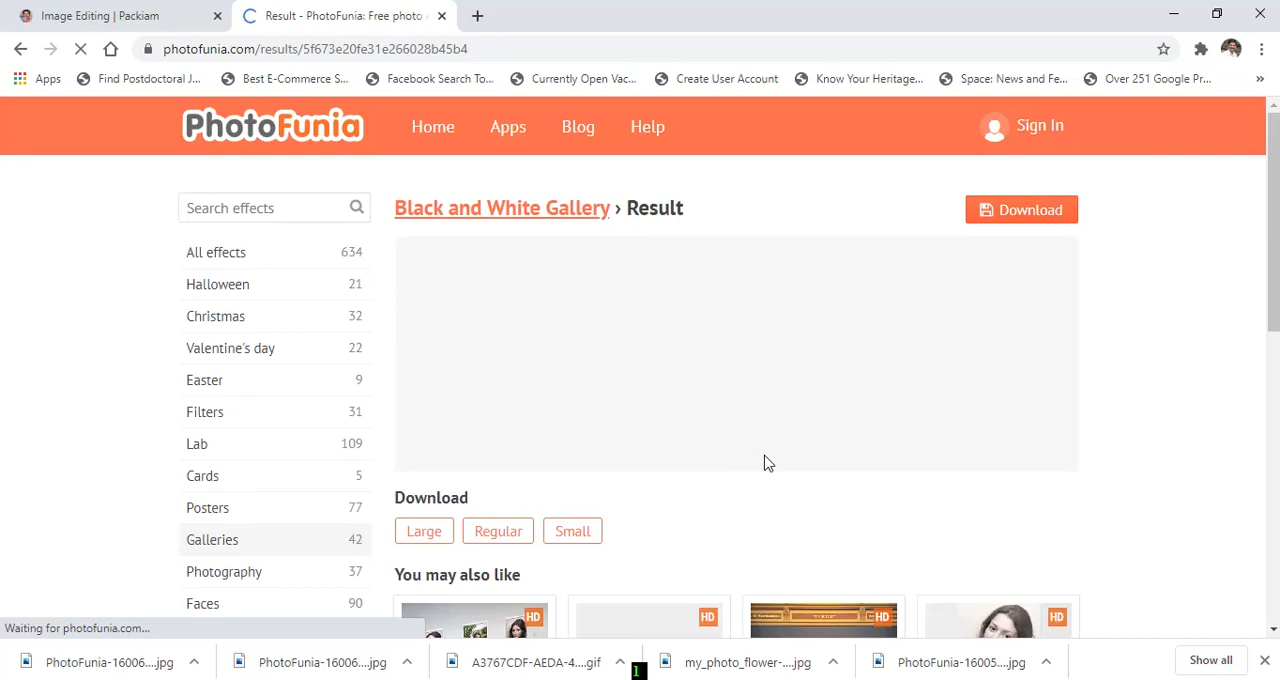 Image Editing | Packiam
Result - PhotoFunia: Free photo
photofunia.com/results/5f673e20fe31e266028b45b4
Apps Find Postdoctoral J... Best E-Commerce S... Facebook Search To... Currently Open Vac... Create User Account Know Your Heritage... Space: News and Fe... Over 251 Google Pr... »
PhotoFunia Home Apps Blog Help Sign In
Search effects
Black and White Gallery › Result
Download
All effects 634
Halloween 21
Christmas 32
Valentine's day 22
Easter 9
Filters 31
Lab 109
Cards 5
Posters 77
Galleries 42
Photography 37
Faces 90
Download
Large Regular Small
You may also like
HD HD HD HD
Waiting for photofunia.com...
PhotoFunia-16006....jpg PhotoFunia-16006....jpg A3767CDF-AEDA-4....gif my_photo_flower-....jpg PhotoFunia-16005....jpg Show all
1